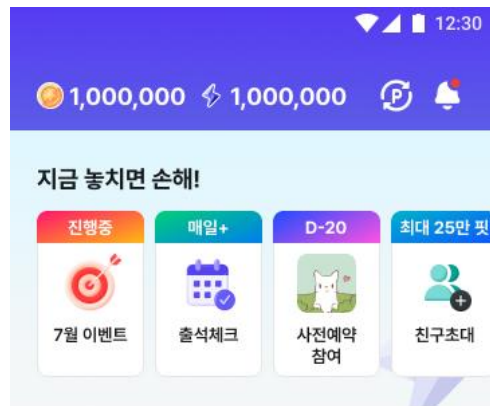 12:30
1,000,000 1,000,000 P
지금 놓치면 손해!
진행중 매일+ D-20 최대 25만 핏
7월 이벤트 출석체크 사전예약 친구초대
참여